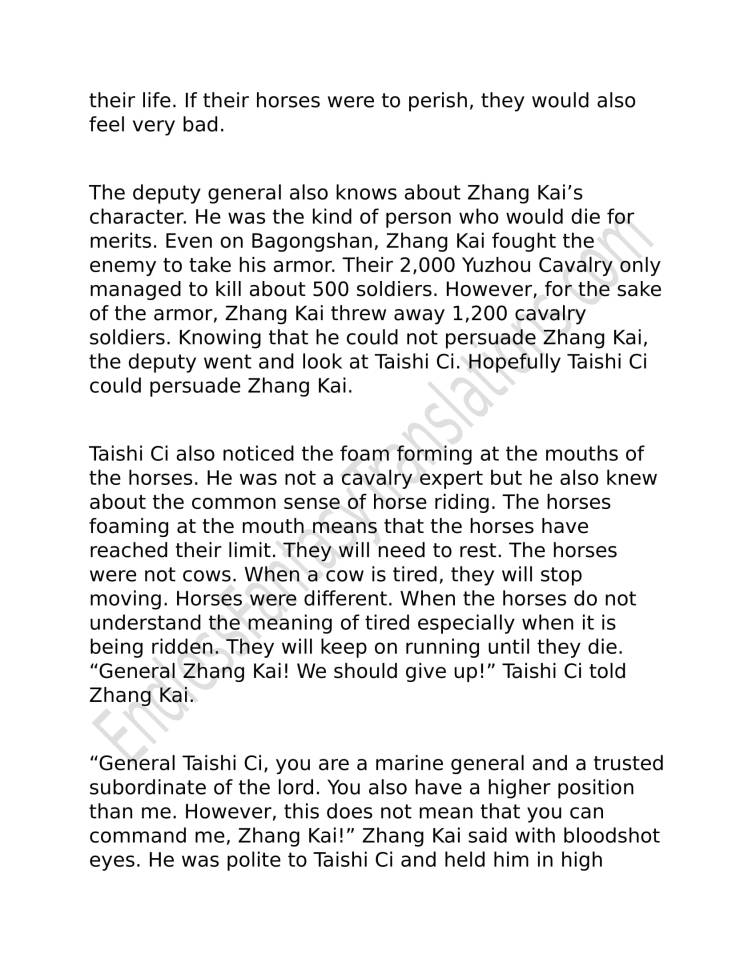 their life. If their horses were to perish, they would also
feel very bad.
The deputy general also knows about Zhang Kai’s
character. He was the kind of person who would die for
merits. Even on Bagongshan, Zhang Kai fought the
enemy to take his armor. Their 2,000 Yuzhou Cavalry only
managed to kill about 500 soldiers. However, for the sake
of the armor, Zhang Kai threw away 1,200 cavalry
soldiers. Knowing that he could not persuade Zhang Kai,
the deputy went and look at Taishi Ci. Hopefully Taishi Ci
could persuade Zhang Kai.
Taishi Ci also noticed the foam forming at the mouths of
the horses. He was not a cavalry expert but he also knew
about the common sense of horse riding. The horses
foaming at the mouth means that the horses have
reached their limit. They will need to rest. The horses
were not cows. When a cow is tired, they will stop
moving. Horses were different. When the horses do not
understand the meaning of tired especially when it is
being ridden. They will keep on running until they die.
“General Zhang Kai! We should give up!” Taishi Ci told
Zhang Kai.
“General Taishi Ci, you are a marine general and a trusted
subordinate of the lord. You also have a higher position
than me. However, this does not mean that you can
command me, Zhang Kai!” Zhang Kai said with bloodshot
eyes. He was polite to Taishi Ci and held him in high
EndlessFantasyTranslations.com